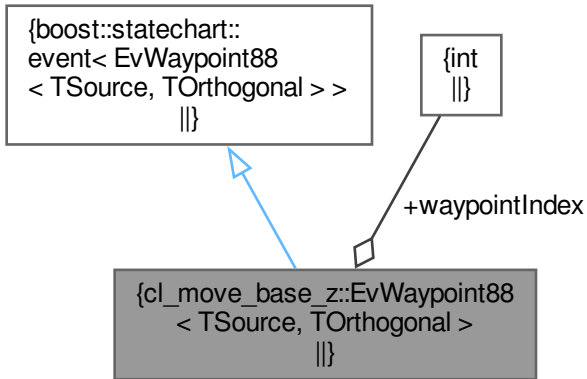 {boost::statechart::
event< EvWaypoint88
< TSource, TOrthogonal > >
||}
{int
||}
+waypointIndex
{cl_move_base_z::EvWaypoint88
< TSource, TOrthogonal >
||}